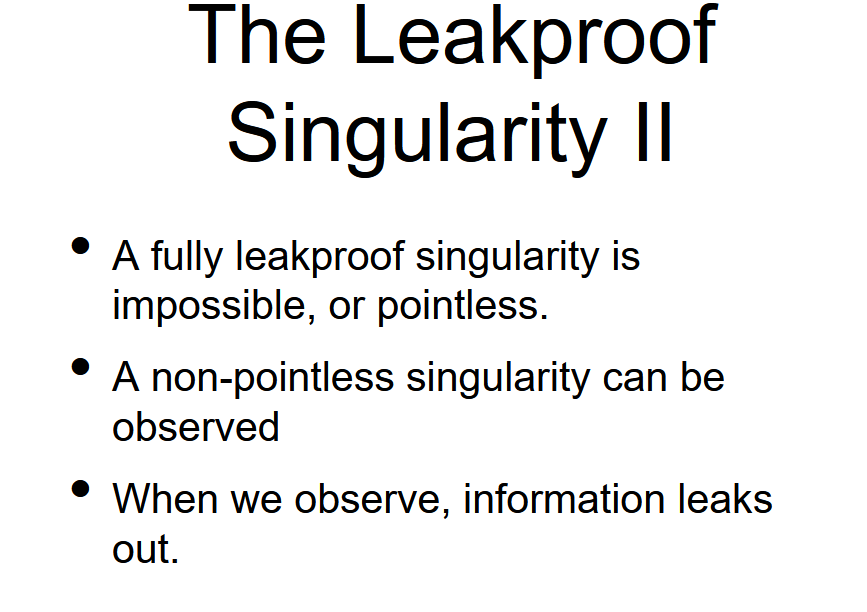 The Leakproof
Singularity II
• A fully leakproof singularity is
impossible, or pointless.
• A non-pointless singularity can be
observed
• When we observe, information leaks
out.